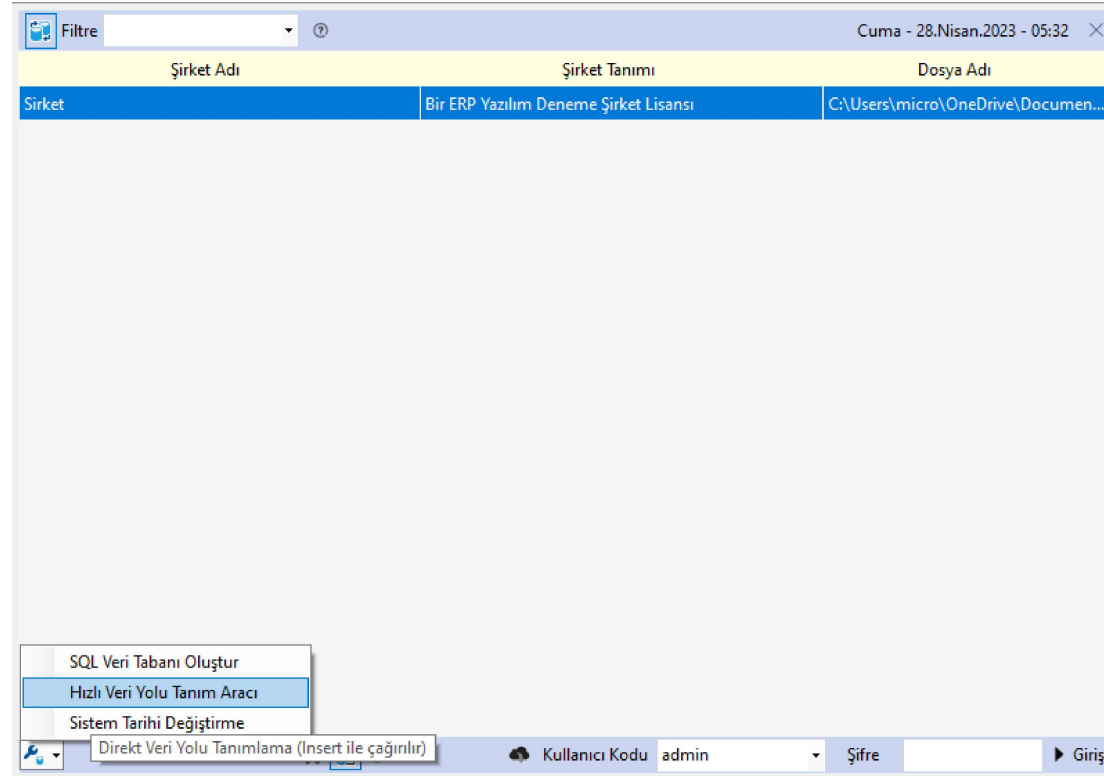 Filtre
Cuma - 28.Nisan.2023 - 05:32
Şirket Adı Şirket Tanımı Dosya Adı
Sirket Bir ERP Yazılım Deneme Şirket Lisansı C:\Users\micro\OneDrive\Documen...
SQL Veri Tabanı Oluştur
Hızlı Veri Yolu Tanım Aracı
Sistem Tarihi Değiştirme
Direkt Veri Yolu Tanımlama (Insert ile çağırılır)
Kullanıcı Kodu admin Şifre Giriş